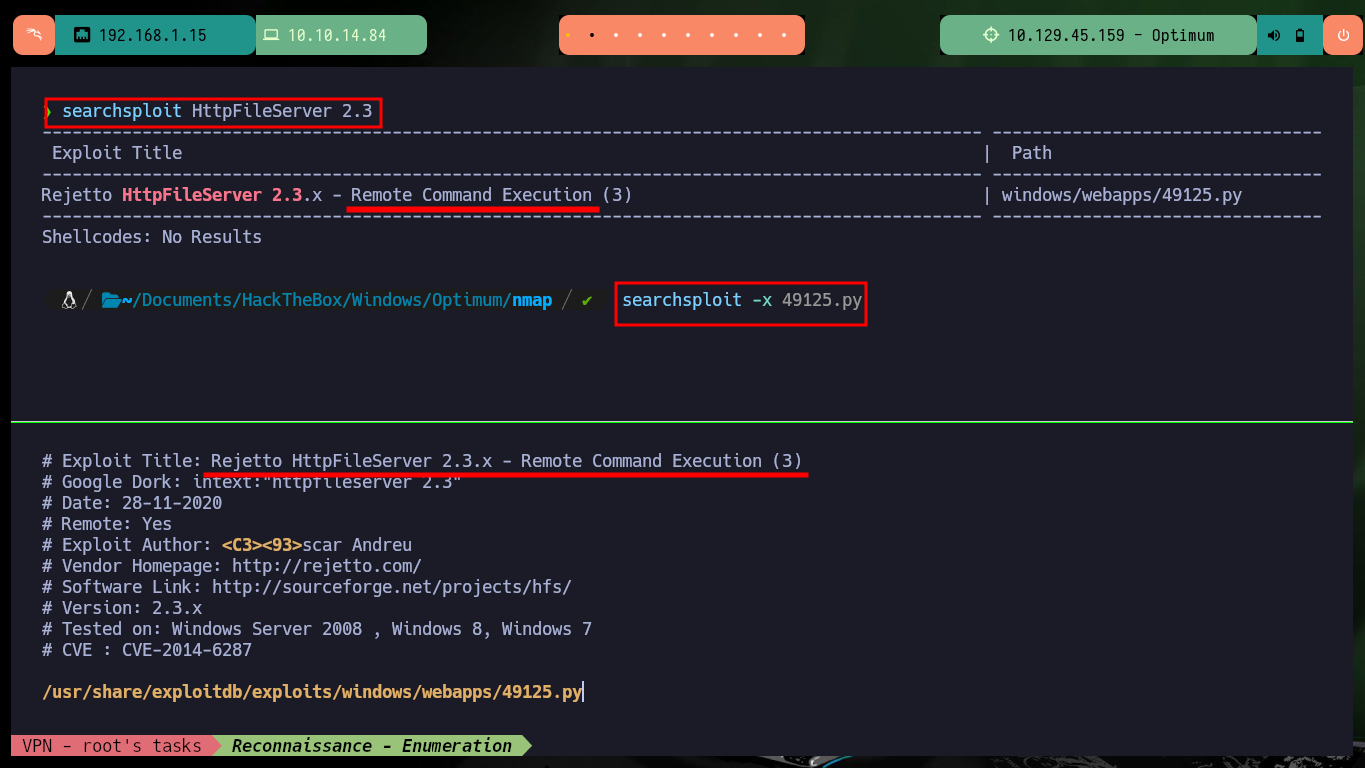 192.168.1.15 10.10.14.84 10.129.45.159 - Optimum
❯ searchsploit HttpFileServer 2.3
Exploit Title | Path
Rejetto HttpFileServer 2.3.x - Remote Command Execution (3) | windows/webapps/49125.py
Shellcodes: No Results
/ ~/Documents/HackTheBox/Windows/Optimum/nmap / ✔ searchsploit -x 49125.py
# Exploit Title: Rejetto HttpFileServer 2.3.x - Remote Command Execution (3)
# Google Dork: intext:"httpfileserver 2.3"
# Date: 28-11-2020
# Remote: Yes
# Exploit Author: <C3><93>scar Andreu
# Vendor Homepage: http://rejetto.com/
# Software Link: http://sourceforge.net/projects/hfs/
# Version: 2.3.x
# Tested on: Windows Server 2008 , Windows 8, Windows 7
# CVE : CVE-2014-6287
/usr/share/exploitdb/exploits/windows/webapps/49125.py
VPN - root's tasks Reconnaissance - Enumeration